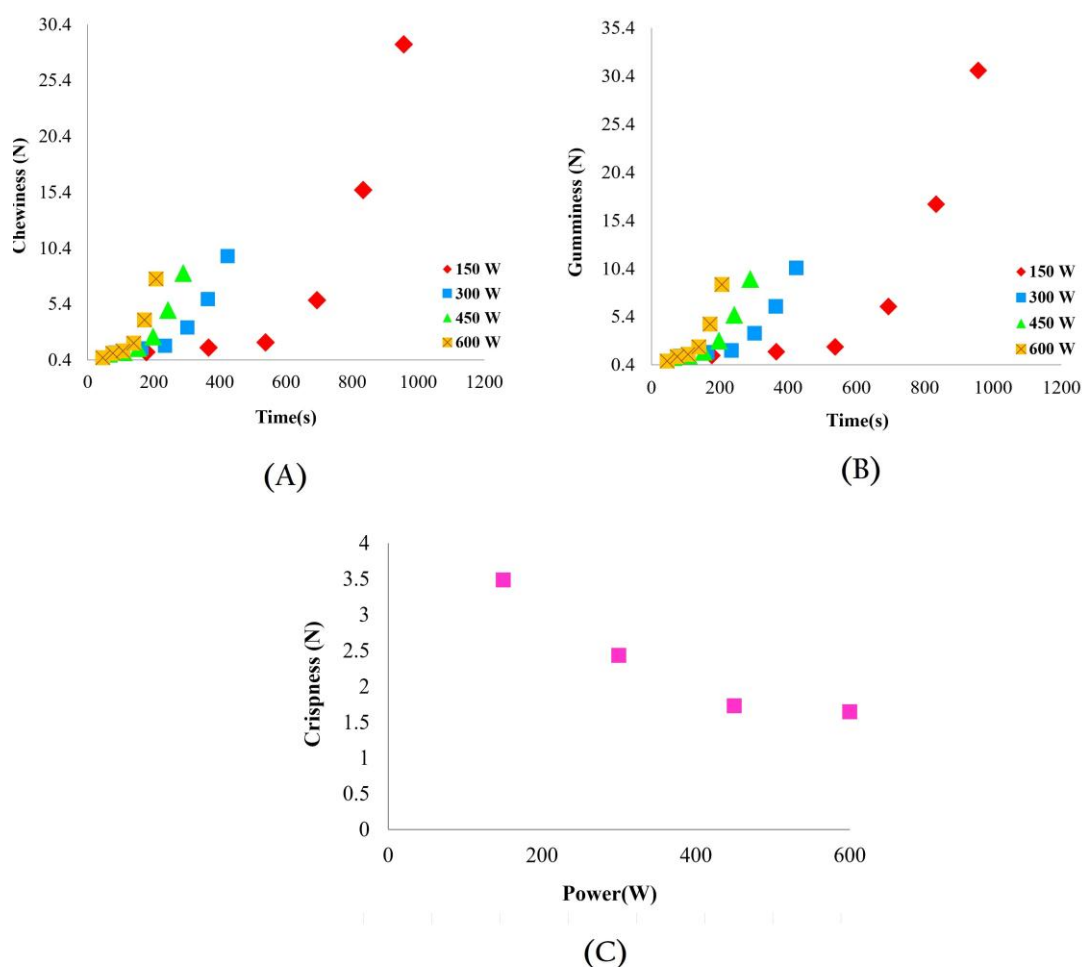 30.4
25.4
20.4
15.4
10.4
5.4
0.4
Chewiness (N)
0 200 400 600 800 1000 1200
Time(s)
150 W
300 W
450 W
600 W
(A)
35.4
30.4
25.4
20.4
15.4
10.4
5.4
0.4
Gumminess (N)
0 200 400 600 800 1000 1200
Time(s)
150 W
300 W
450 W
600 W
(B)
4
3.5
3
2.5
2
1.5
1
0.5
0
Crispness (N)
0 200 400 600
Power(W)
(C)